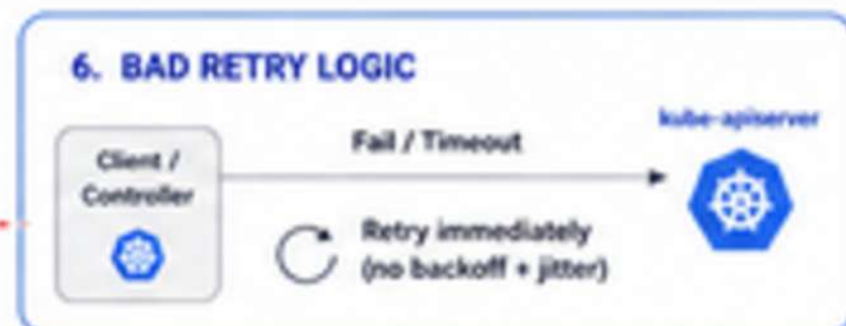 6. BAD RETRY LOGIC
kube-apiserver
Fail / Timeout
Client /
Controller
Retry immediately
(no backoff + jitter)